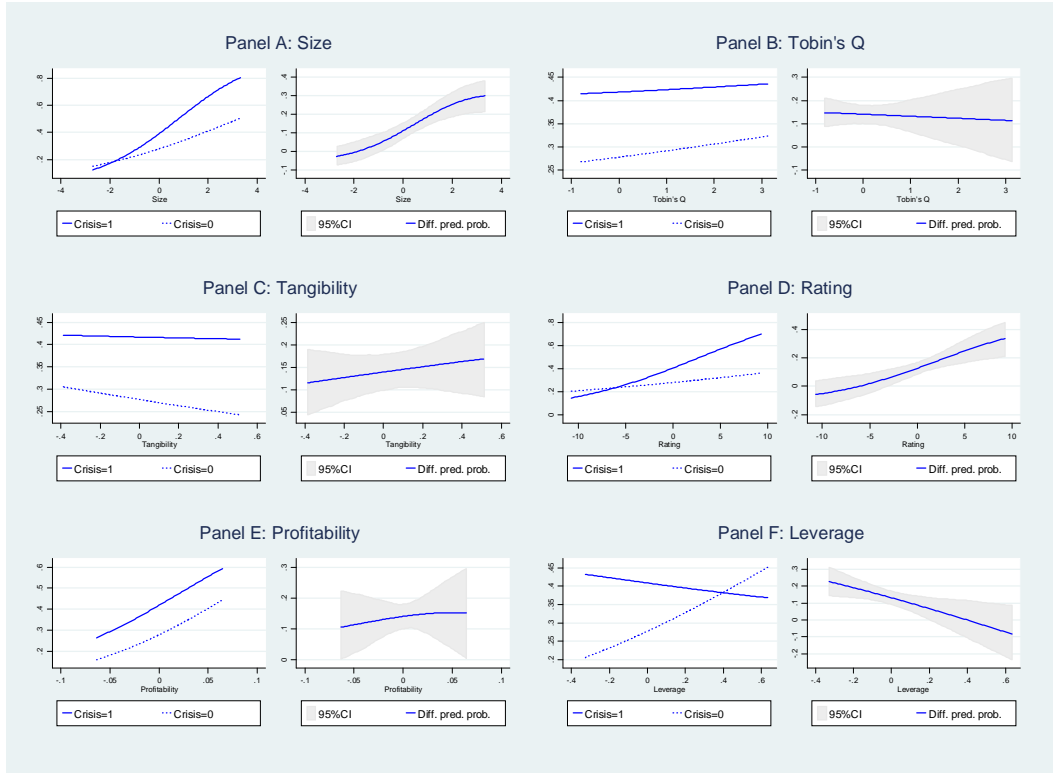 Panel A: Size
Panel B: Tobin's Q
.2 .4 .6 .8
-4 -2 0 2 4
Size
Crisis=1 Crisis=0
-.1 0 .1 .2 .3 .4
-4 -2 0 2 4
Size
95%CI Diff. pred. prob.
.25 .3 .35 .4 .45
-1 0 1 2 3
Tobin's Q
Crisis=1 Crisis=0
-.1 0 .1 .2 .3
-1 0 1 2 3
Tobin's Q
95%CI Diff. pred. prob.
Panel C: Tangibility
Panel D: Rating
.25 .3 .35 .4 .45
-.4 -.2 0 .2 .4 .6
Tangibility
Crisis=1 Crisis=0
.05 .1 .15 .2 .25
-.4 -.2 0 .2 .4 .6
Tangibility
95%CI Diff. pred. prob.
0 .2 .4 .6 .8
-10 -5 0 5 10
Rating
Crisis=1 Crisis=0
-.2 0 .2 .4
-10 -5 0 5 10
Rating
95%CI Diff. pred. prob.
Panel E: Profitability
Panel F: Leverage
.2 .3 .4 .5 .6
-.1 -.05 0 .05 .1
Profitability
Crisis=1 Crisis=0
0 .1 .2 .3
-.1 -.05 0 .05 .1
Profitability
95%CI Diff. pred. prob.
.2 .25 .3 .35 .4 .45
-.4 -.2 0 .2 .4 .6
Leverage
Crisis=1 Crisis=0
-.2 -.1 0 .1 .2 .3
-.4 -.2 0 .2 .4 .6
Leverage
95%CI Diff. pred. prob.